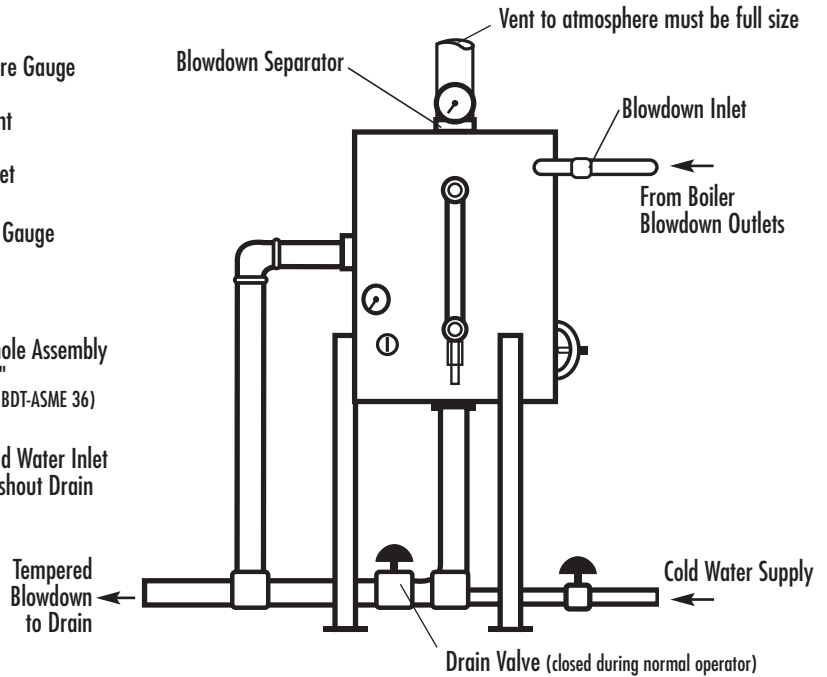 Vent to atmosphere must be full size
re Gauge
Blowdown Separator
Blowdown Inlet
nt
et
From Boiler
Blowdown Outlets
Gauge
ole Assembly
"
BDT-ASME 36)
d Water Inlet
shout Drain
Tempered
Blowdown
to Drain
Cold Water Supply
Drain Valve (closed during normal operator)